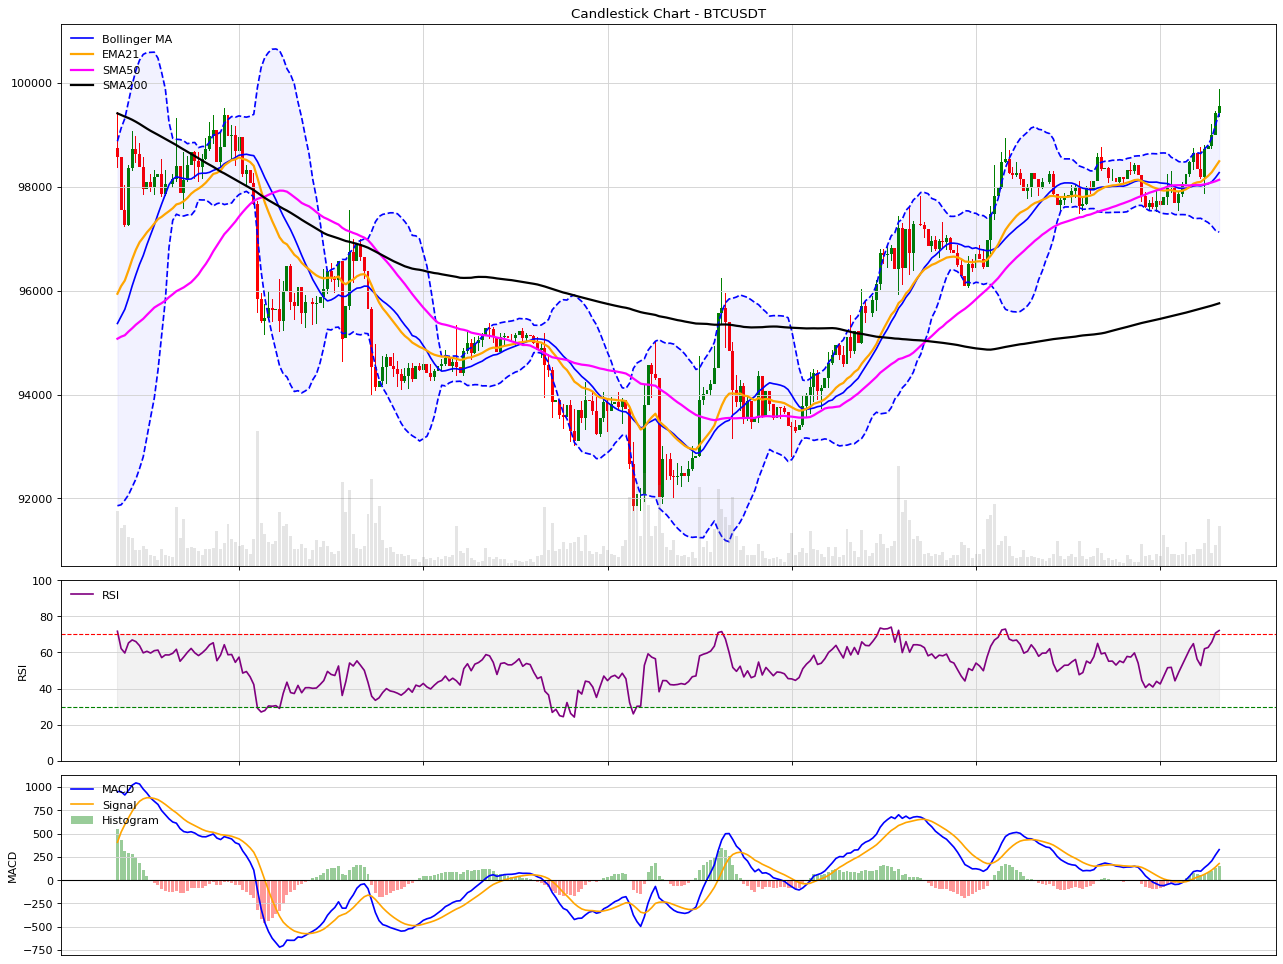 Candlestick Chart - BTCUSDT
Bollinger MA
EMA21
SMA50
SMA200
100000
98000
96000
94000
92000
RSI
RSI
100
80
60
40
20
0
MACD
MACD
Signal
Histogram
1000
750
500
250
0
−250
−500
−750